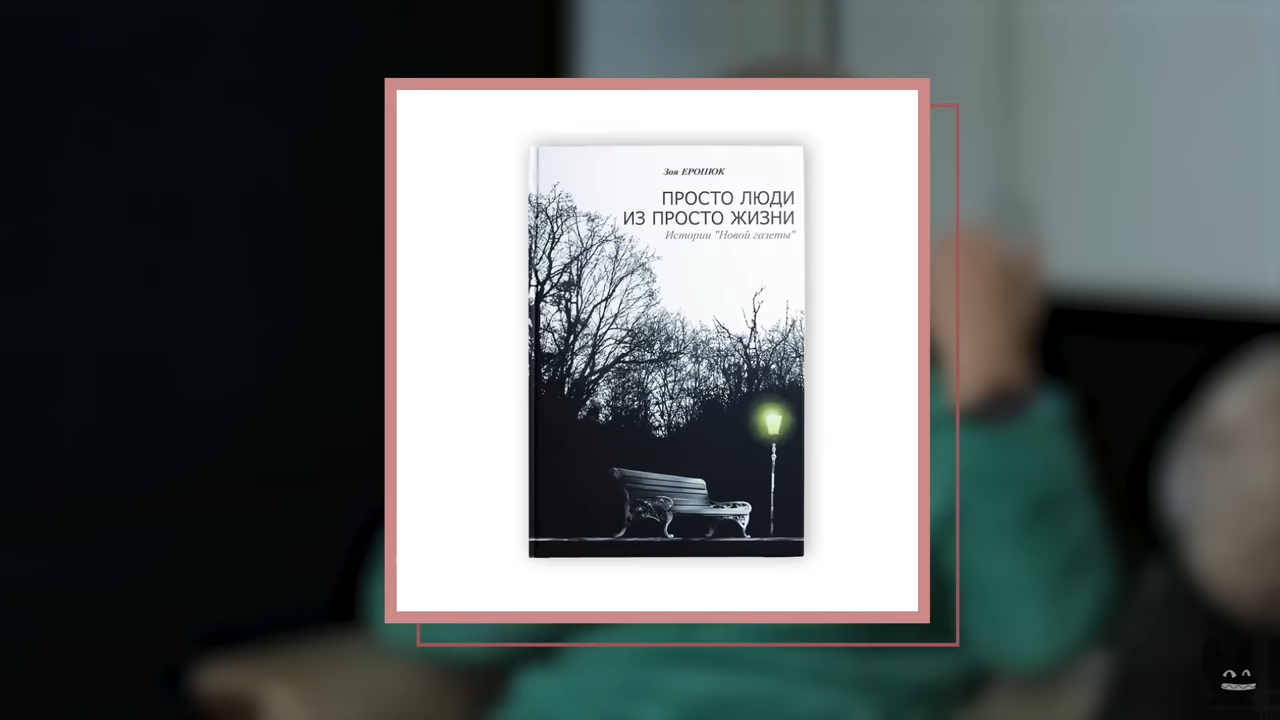 Зоя ЕРОШОК
ПРОСТО ЛЮДИ
ИЗ ПРОСТО ЖИЗНИ
Истории "Новой газеты"